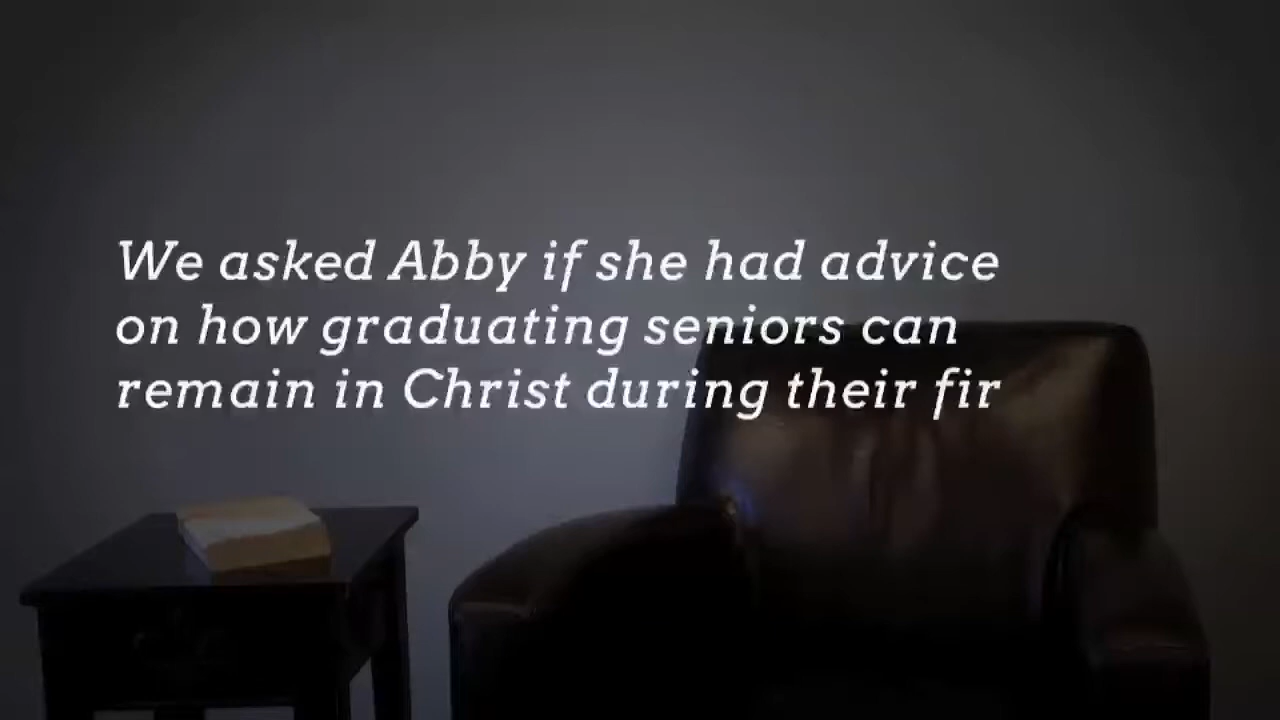 We asked Abby if she had advice
on how graduating seniors can
remain in Christ during their fir